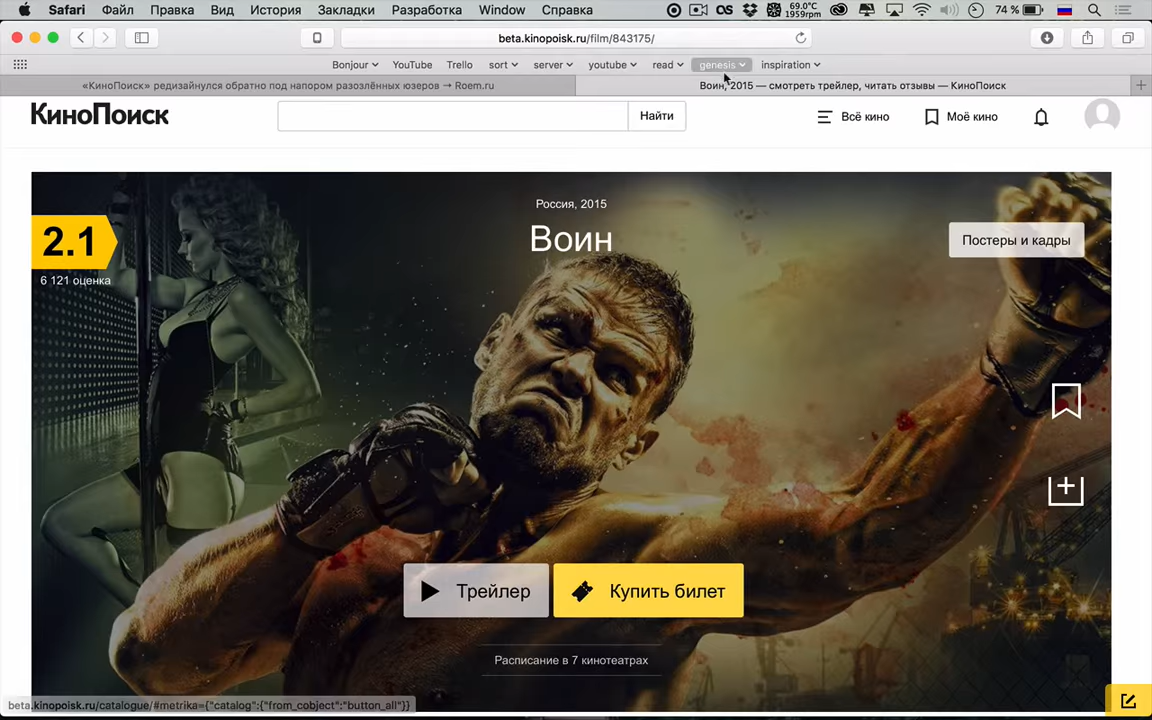 Safari Файл Правка Вид История Закладки Разработка Window Справка 69.0°C 1959rpm 74 %
beta.kinopoisk.ru/film/843175/
Bonjour YouTube Trello sort server youtube read genesis inspiration
«КиноПоиск» редизайнулся обратно под напором разозлённых юзеров → Roem.ru
Воин, 2015 — смотреть трейлер, читать отзывы — КиноПоиск
КиноПоиск Найти Всё кино Моё кино
Россия, 2015
Воин
2.1
6 121 оценка
Постеры и кадры
Трейлер
Купить билет
Расписание в 7 кинотеатрах
beta.kinopoisk.ru/catalogue/#metrika={"catalog":{"from_cobject":"button_all"}}